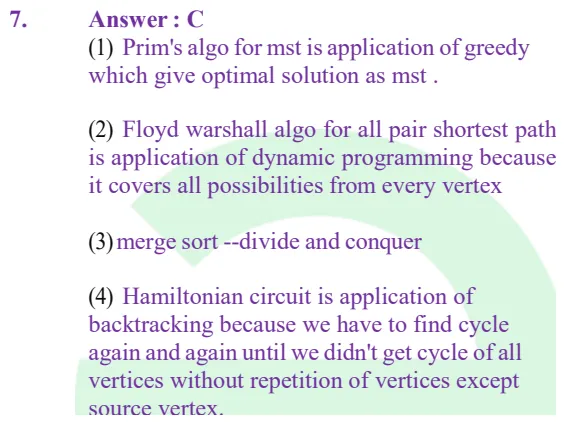 7. Answer : C
(1) Prim's algo for mst is application of greedy
which give optimal solution as mst .
(2) Floyd warshall algo for all pair shortest path
is application of dynamic programming because
it covers all possibilities from every vertex
(3) merge sort --divide and conquer
(4) Hamiltonian circuit is application of
backtracking because we have to find cycle
again and again until we didn't get cycle of all
vertices without repetition of vertices except
source vertex.